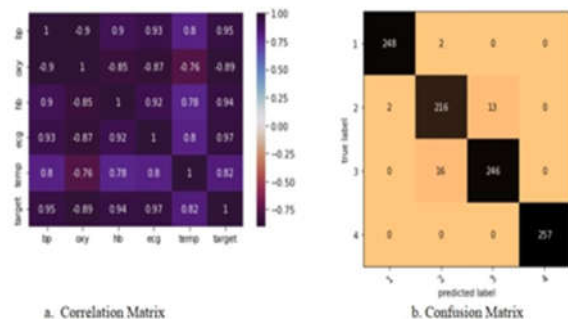 1.00
0.75
0.50
0.25
0.00
-0.25
-0.50
-0.75
bp 1 -0.9 0.9 0.93 0.8 0.95
oxy -0.9 1 -0.85 -0.87 -0.76 -0.89
hb 0.9 -0.85 1 0.92 0.78 0.94
ecg 0.93 -0.87 0.92 1 0.8 0.97
temp 0.8 -0.76 0.78 0.8 1 0.82
target 0.95 -0.89 0.94 0.97 0.82 1
bp oxy hb ecg temp target
a. Correlation Matrix
true label
1 248 2 0 0
2 2 216 13 0
3 0 16 246 0
4 0 0 0 257
1 2 3 4
predicted label
b. Confusion Matrix